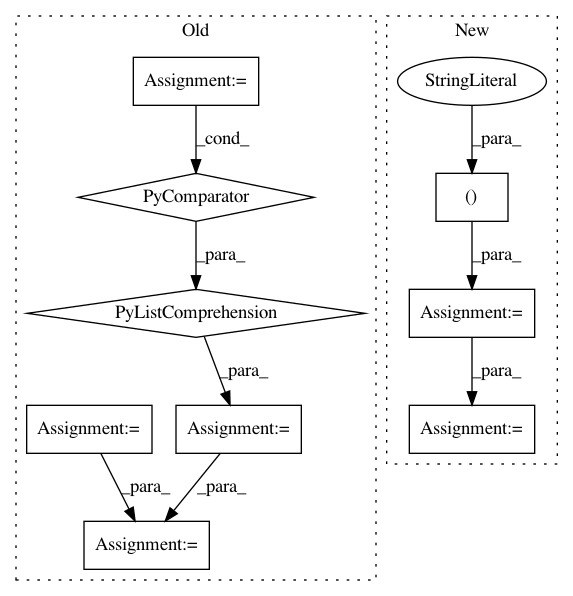 Old
New
Assignment:=
StringLiteral
_cond_
_para_
PyComparator
()
_para_
_para_
PyListComprehension
Assignment:=
_para_
_para_
Assignment:=
Assignment:=
Assignment:=
_para_
_para_
Assignment:=